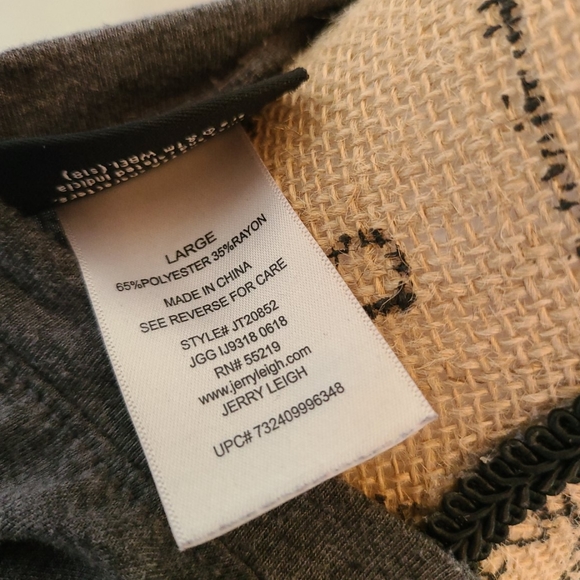 LARGE
65%POLYESTER 35%RAYON
MADE IN CHINA
SEE REVERSE FOR CARE
STYLE# JT20852
JGG IJ9318 0618
RN# 55219
www.jerryleigh.com
JERRY LEIGH
UPC# 732409996348